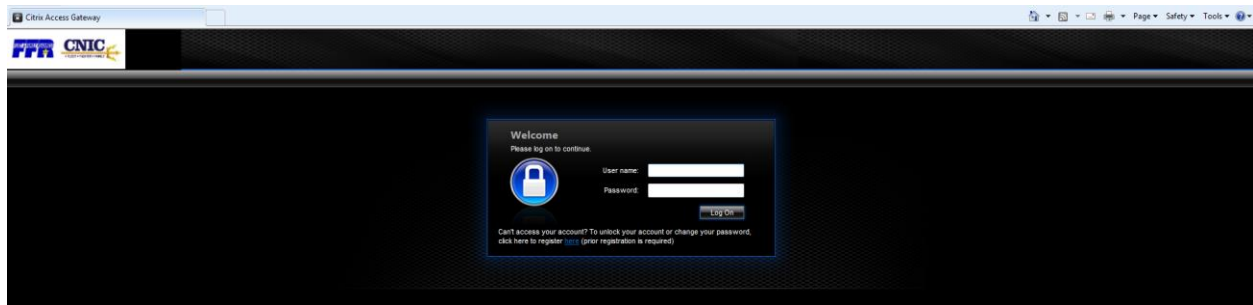 Citrix Access Gateway
Page Safety Tools
FFR CNIC
Welcome
Please log on to continue.
User name:
Password:
Log On
Can't access your account? To unlock your account or change your password,
click here to register here (prior registration is required)